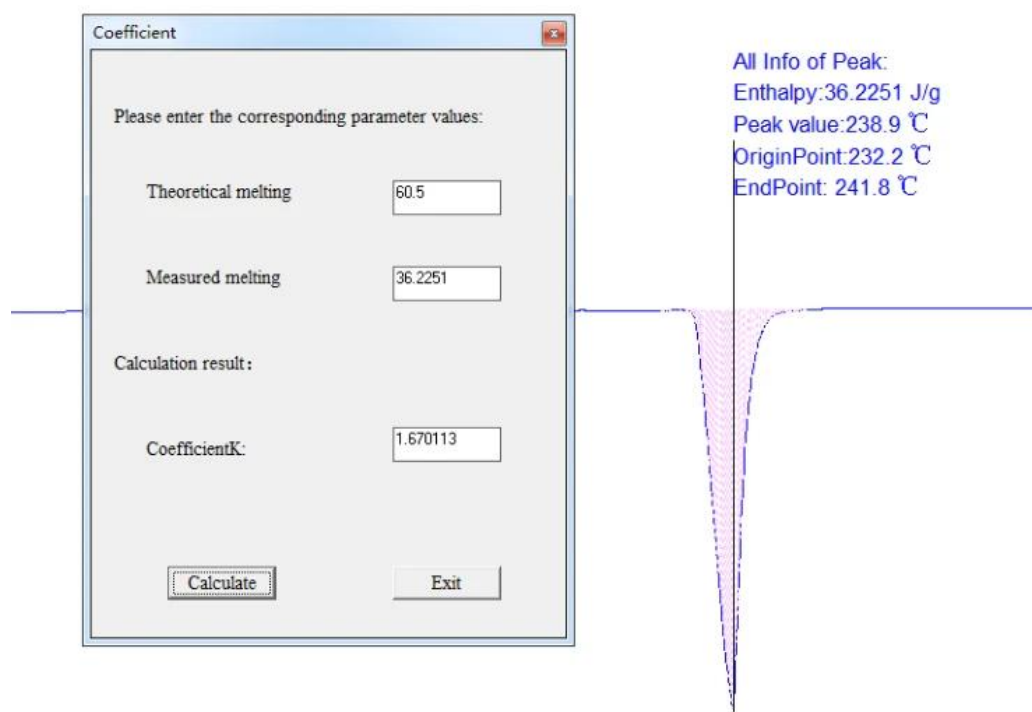 Coefficient
Please enter the corresponding parameter values:
Theoretical melting
60.5
Measured melting
36.2251
Calculation result:
CoefficientK:
1.670113
Calculate
Exit
All Info of Peak:
Enthalpy:36.2251 J/g
Peak value:238.9 ℃
OriginPoint:232.2 ℃
EndPoint: 241.8 ℃